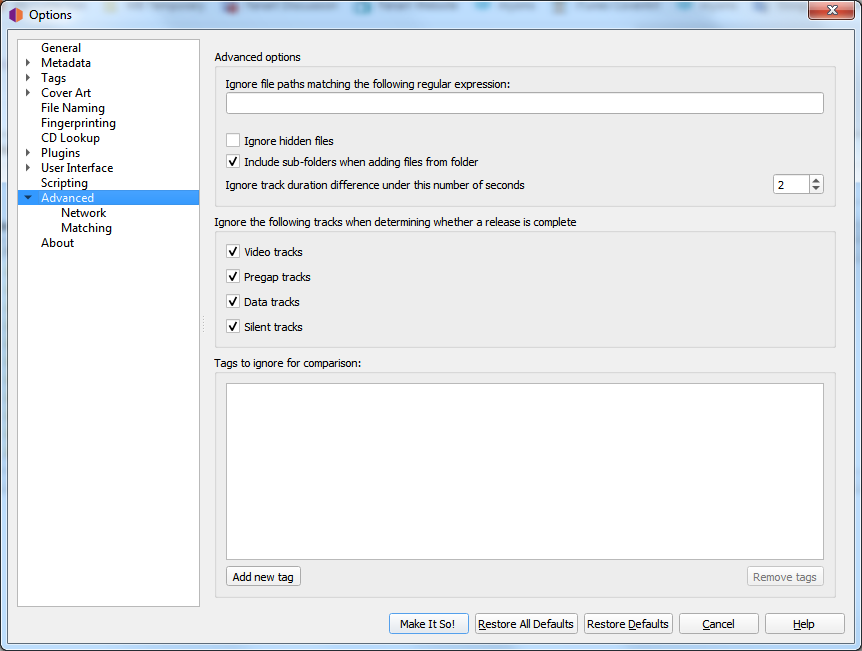 Options
General
Metadata
Tags
Cover Art
File Naming
Fingerprinting
CD Lookup
Plugins
User Interface
Scripting
Advanced
Network
Matching
About
Advanced options
Ignore file paths matching the following regular expression:
Ignore hidden files
Include sub-folders when adding files from folder
Ignore track duration difference under this number of seconds
2
Ignore the following tracks when determining whether a release is complete
Video tracks
Pregap tracks
Data tracks
Silent tracks
Tags to ignore for comparison:
Add new tag
Remove tags
Make It So!
Restore All Defaults
Restore Defaults
Cancel
Help